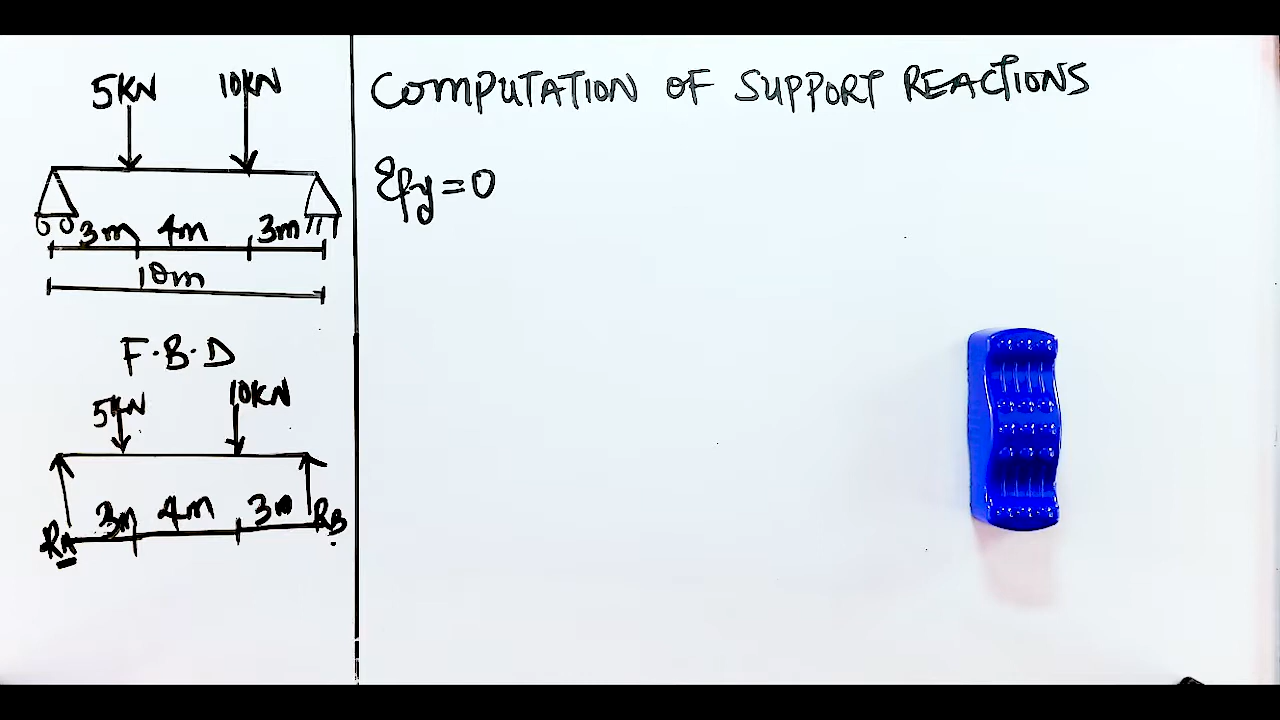 COMPUTATION OF SUPPORT REACTIONS
Σfy=0
5KN 10KN
3m 4m 3m
10m
F.B.D
5KN 10KN
3m 4m 3m
RA RB